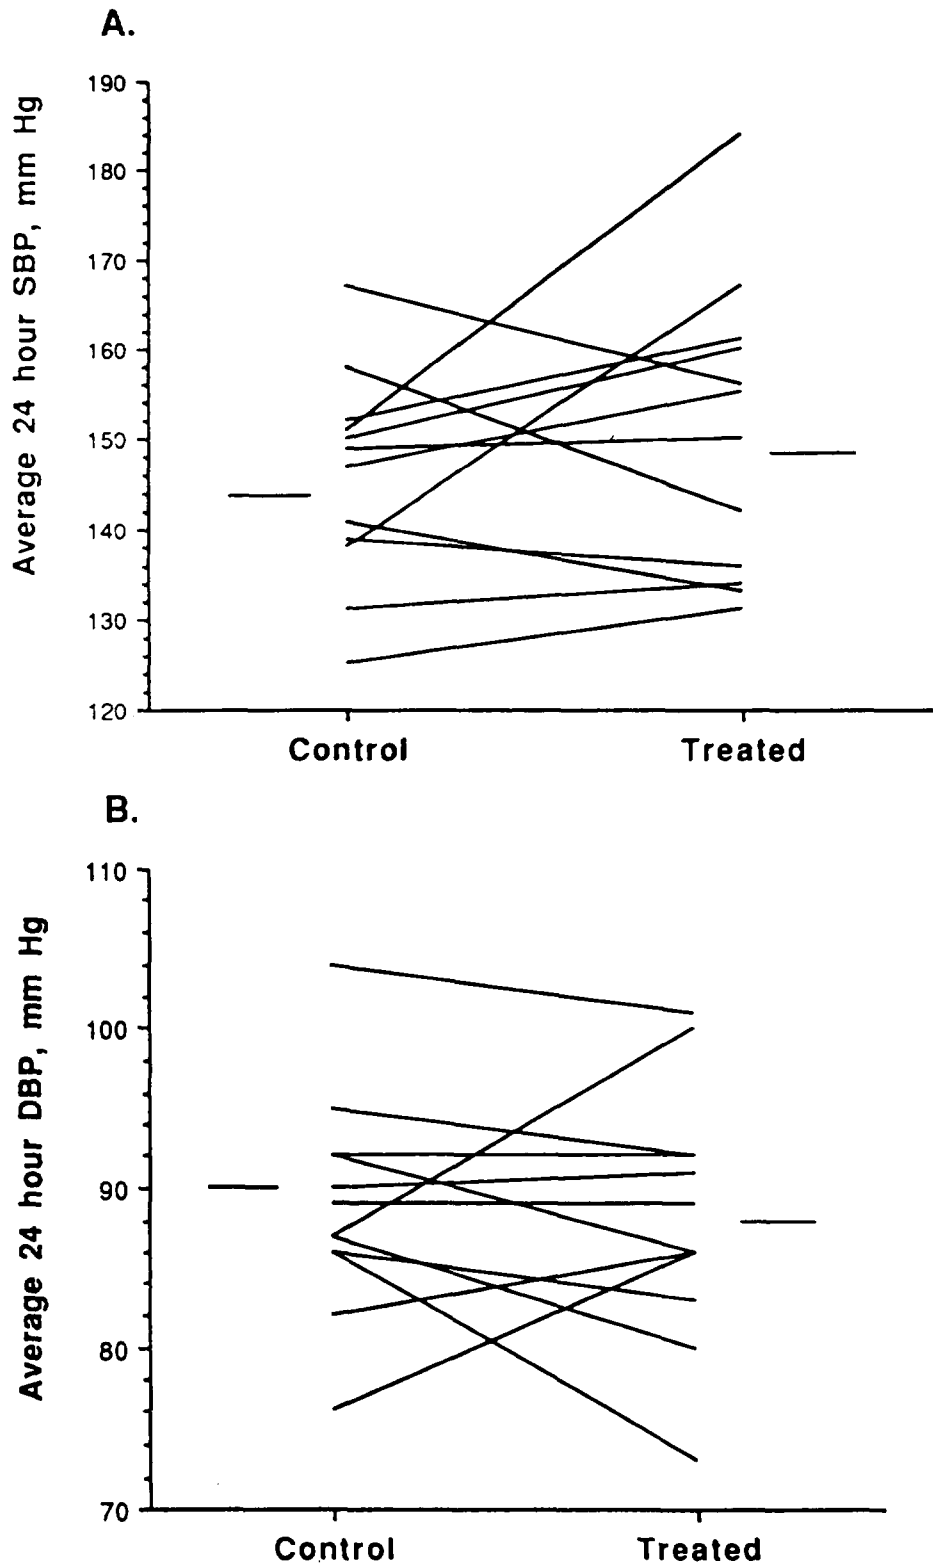 A.
Average 24 hour SBP, mm Hg
190
180
170
160
150
140
130
120
Control Treated
B.
Average 24 hour DBP, mm Hg
110
100
90
80
70
Control Treated